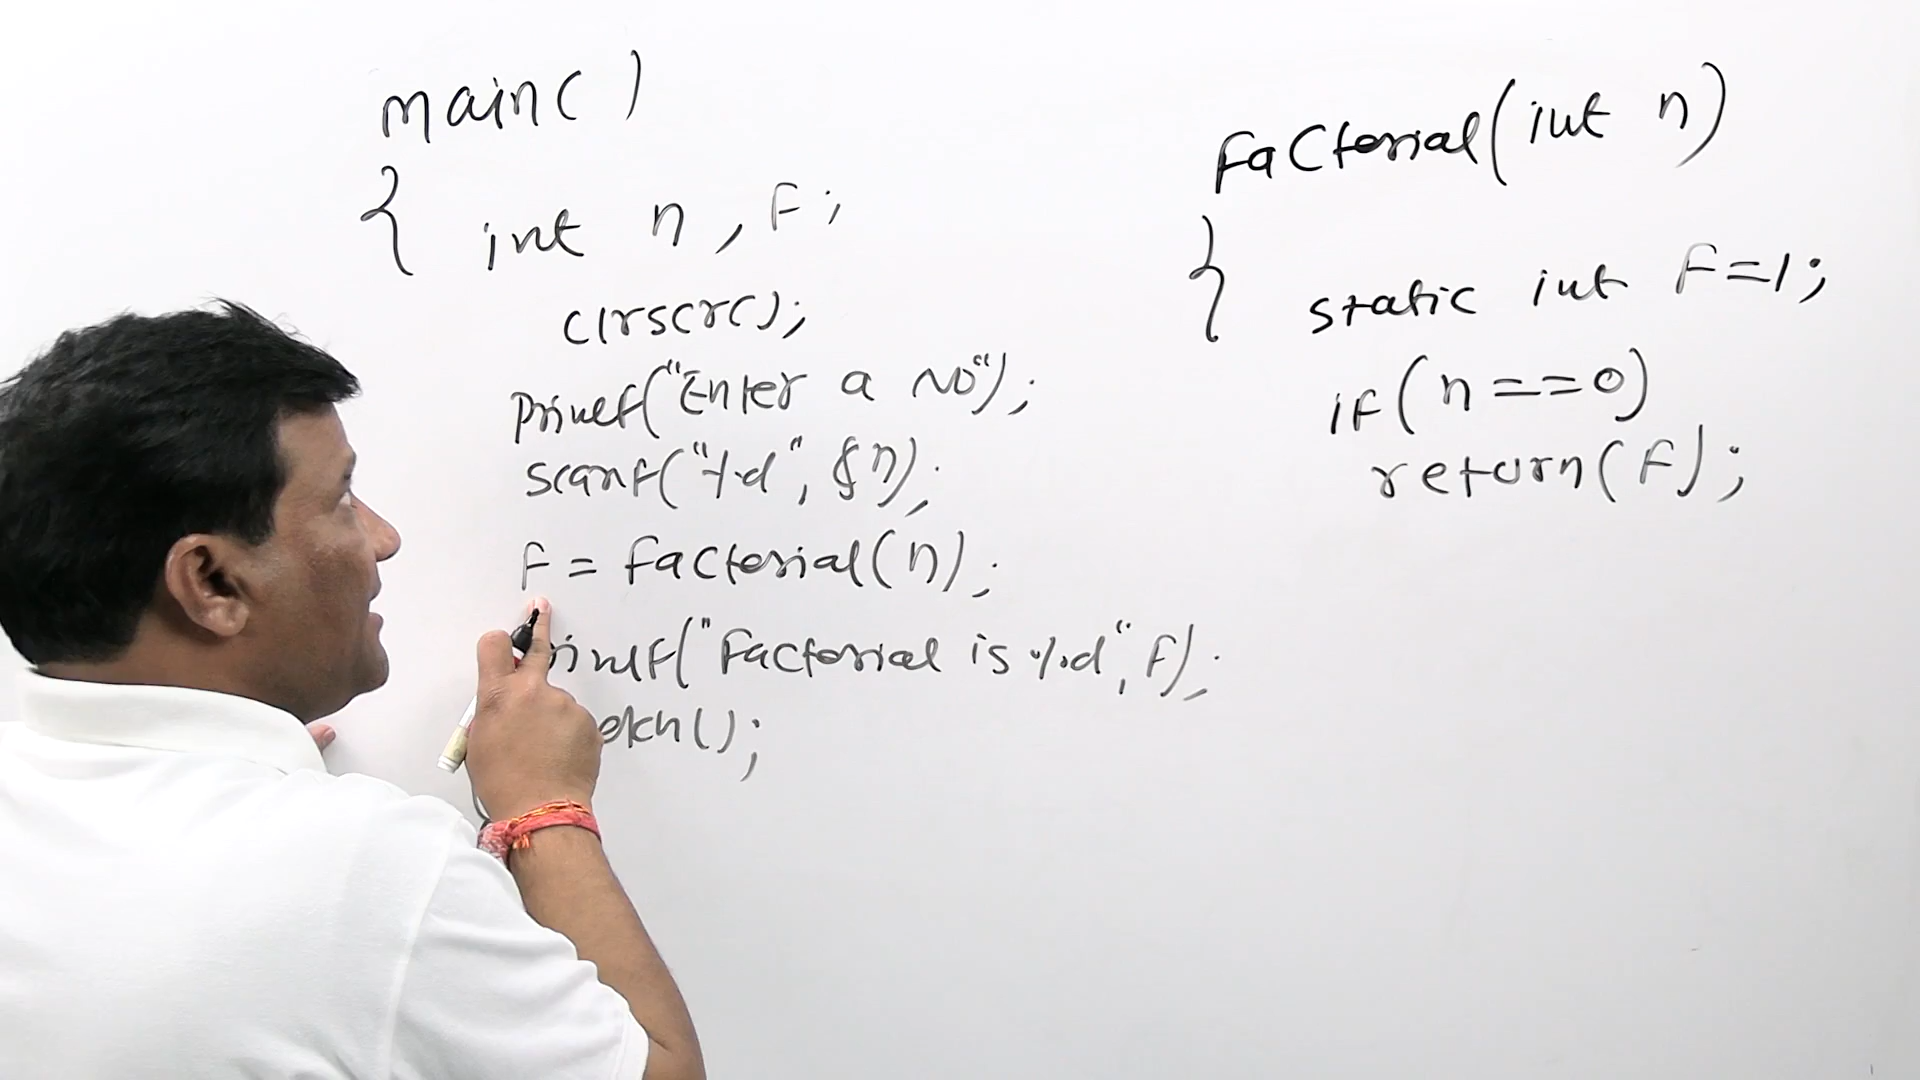 main()
{ int n, F;
clrscr();
printf("Enter a No");
scanf("%d", &n);
F = Factorial(n);
printf("Factorial is %d", F);
getch();
Factorial(int n)
{ static int F=1;
if(n==0)
return(F);